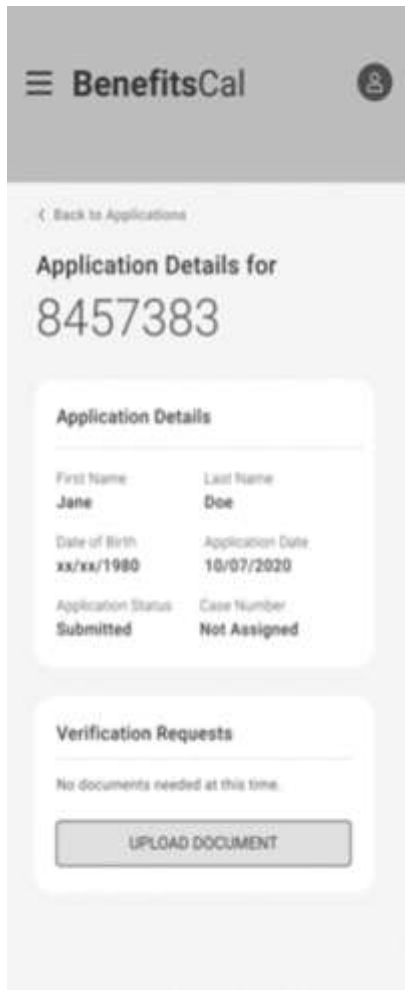 BenefitsCal
Back to Applications
Application Details for
8457383
Application Details
First Name Last Name
Jane Doe
Date of Birth Application Date
xx/xx/1980 10/07/2020
Application Status Case Number
Submitted Not Assigned
Verification Requests
No documents needed at this time.
UPLOAD DOCUMENT